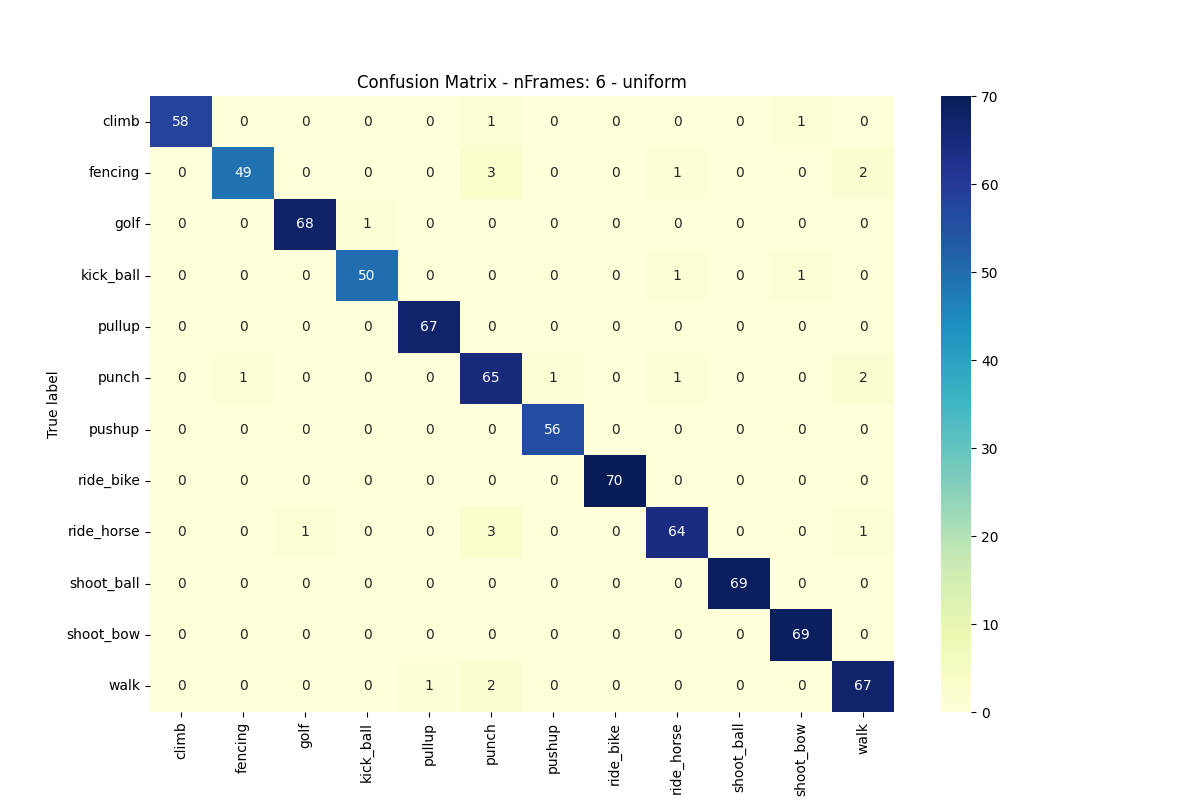 Confusion Matrix - nFrames: 6 - uniform
True label
climb 58 0 0 0 0 1 0 0 0 0 1 0
fencing 0 49 0 0 0 3 0 0 1 0 0 2
golf 0 0 68 1 0 0 0 0 0 0 0 0
kick_ball 0 0 0 50 0 0 0 0 1 0 1 0
pullup 0 0 0 0 67 0 0 0 0 0 0 0
punch 0 1 0 0 0 65 1 0 1 0 0 2
pushup 0 0 0 0 0 0 56 0 0 0 0 0
ride_bike 0 0 0 0 0 0 0 70 0 0 0 0
ride_horse 0 0 1 0 0 3 0 0 64 0 0 1
shoot_ball 0 0 0 0 0 0 0 0 0 69 0 0
shoot_bow 0 0 0 0 0 0 0 0 0 0 69 0
walk 0 0 0 0 1 2 0 0 0 0 0 67
climb fencing golf kick_ball pullup punch pushup ride_bike ride_horse shoot_ball shoot_bow walk
70
60
50
40
30
20
10
0